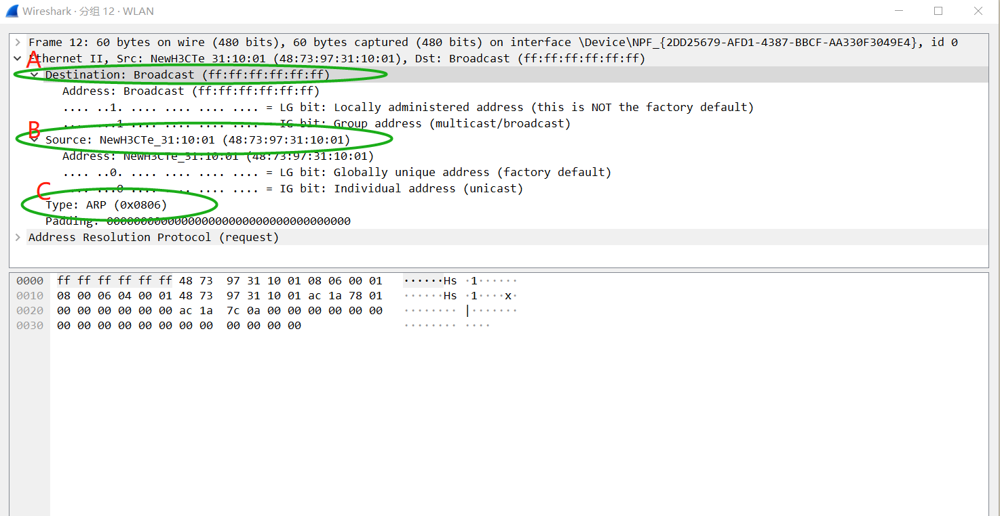 Wireshark · 分组 12 · WLAN
Frame 12: 60 bytes on wire (480 bits), 60 bytes captured (480 bits) on interface \Device\NPF_{2DD25679-AFD1-4387-BBCF-AA330F3049E4}, id 0
A
Ethernet II, Src: NewH3CTe_31:10:01 (48:73:97:31:10:01), Dst: Broadcast (ff:ff:ff:ff:ff:ff)
Destination: Broadcast (ff:ff:ff:ff:ff:ff)
Address: Broadcast (ff:ff:ff:ff:ff:ff)
.... ..1. .... .... .... .... = LG bit: Locally administered address (this is NOT the factory default)
.... ...1 .... .... .... .... = IG bit: Group address (multicast/broadcast)
B
Source: NewH3CTe_31:10:01 (48:73:97:31:10:01)
Address: NewH3CTe_31:10:01 (48:73:97:31:10:01)
.... ..0. .... .... .... .... = LG bit: Globally unique address (factory default)
.... ...0 .... .... .... .... = IG bit: Individual address (unicast)
C
Type: ARP (0x0806)
Padding: 000000000000000000000000000000000000
Address Resolution Protocol (request)
0000 ff ff ff ff ff ff 48 73 97 31 10 01 08 06 00 01 ······Hs ·1······
0010 08 00 06 04 00 01 48 73 97 31 10 01 ac 1a 78 01 ······Hs ·1····x·
0020 00 00 00 00 00 00 ac 1a 7c 0a 00 00 00 00 00 00 ········ |·······
0030 00 00 00 00 00 00 00 00 00 00 00 00 ········ ····